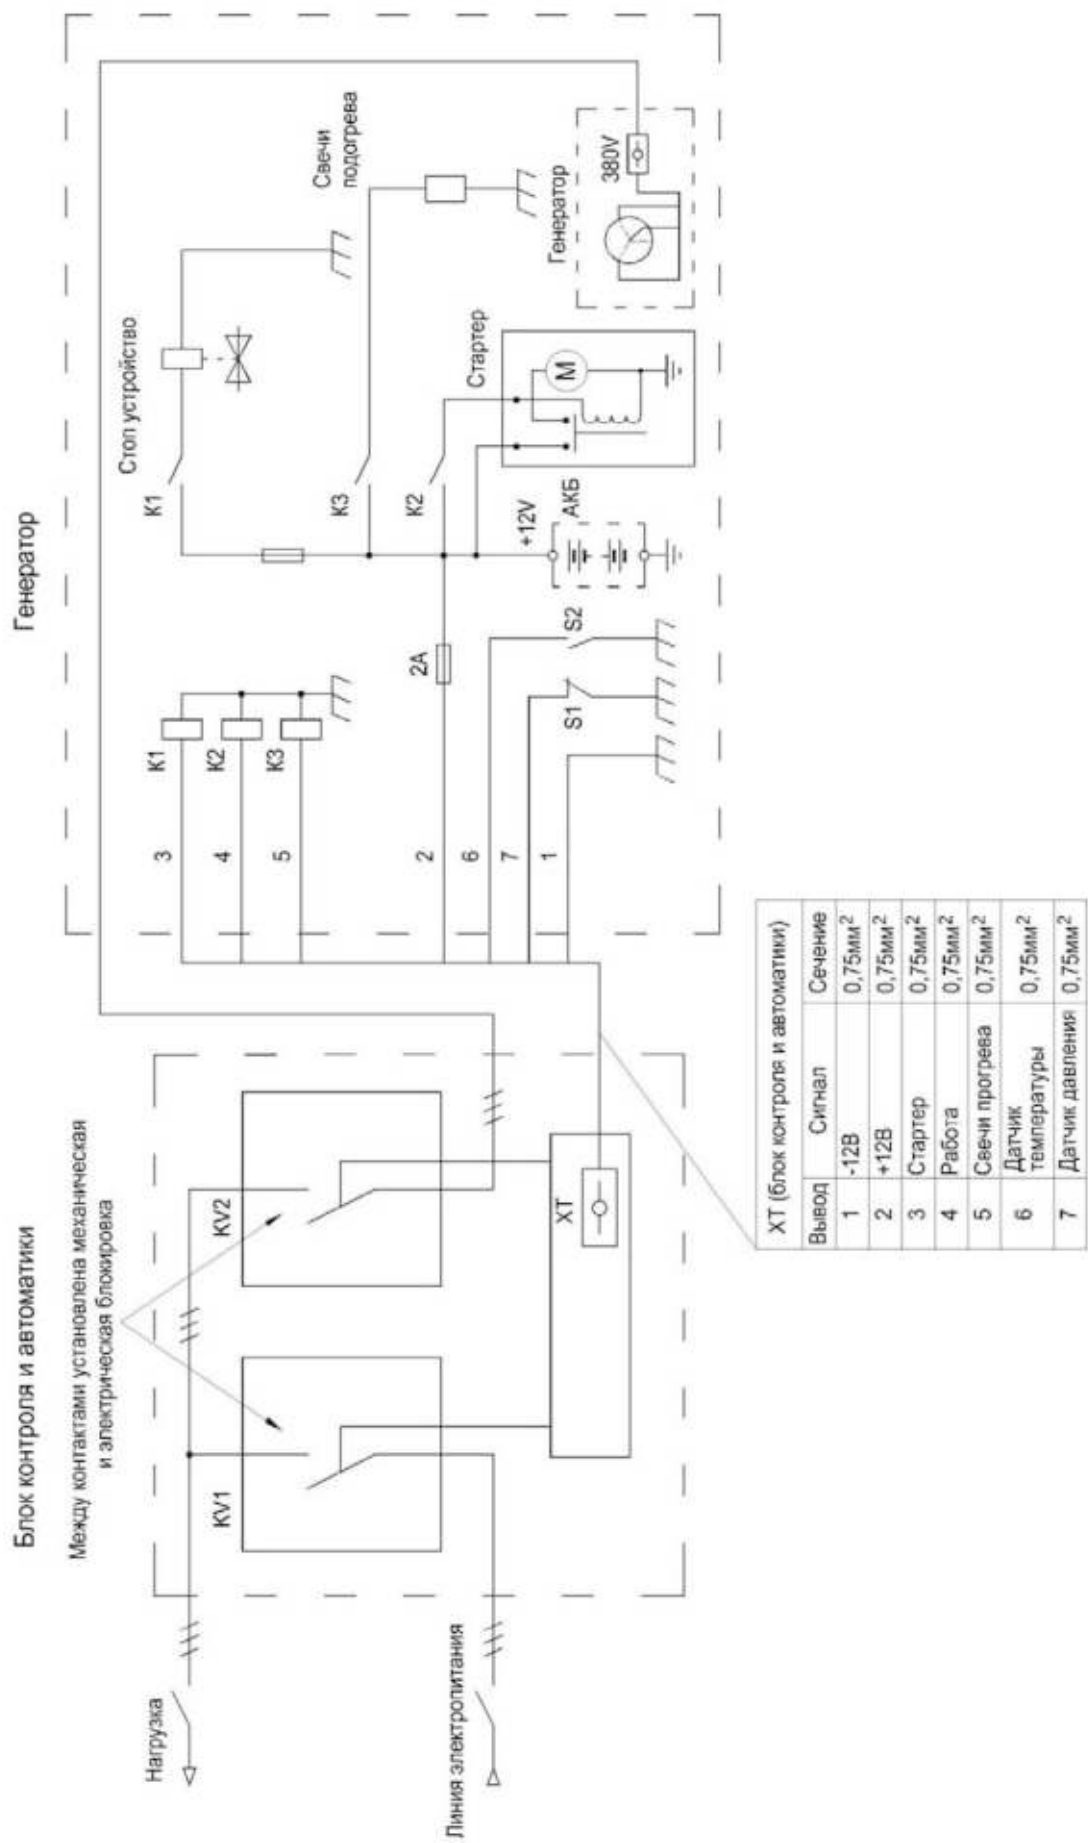 Блок контроля и автоматики
Генератор
Между контактами установлена механическая
и электрическая блокировка
Нагрузка
Линия электропитания
KV1
KV2
XT
3
4
5
2
6
7
1
K1
K2
K3
2A
S1
S2
K1
Стоп устройство
K3
Свечи
подогрева
K2
+12V
АКБ
Стартер
M
Генератор
380V
XT (блок контроля и автоматики)
Вывод Сигнал Сечение
1 -12В 0,75мм²
2 +12В 0,75мм²
3 Стартер 0,75мм²
4 Работа 0,75мм²
5 Свечи прогрева 0,75мм²
6 Датчик
температуры 0,75мм²
7 Датчик давления 0,75мм²